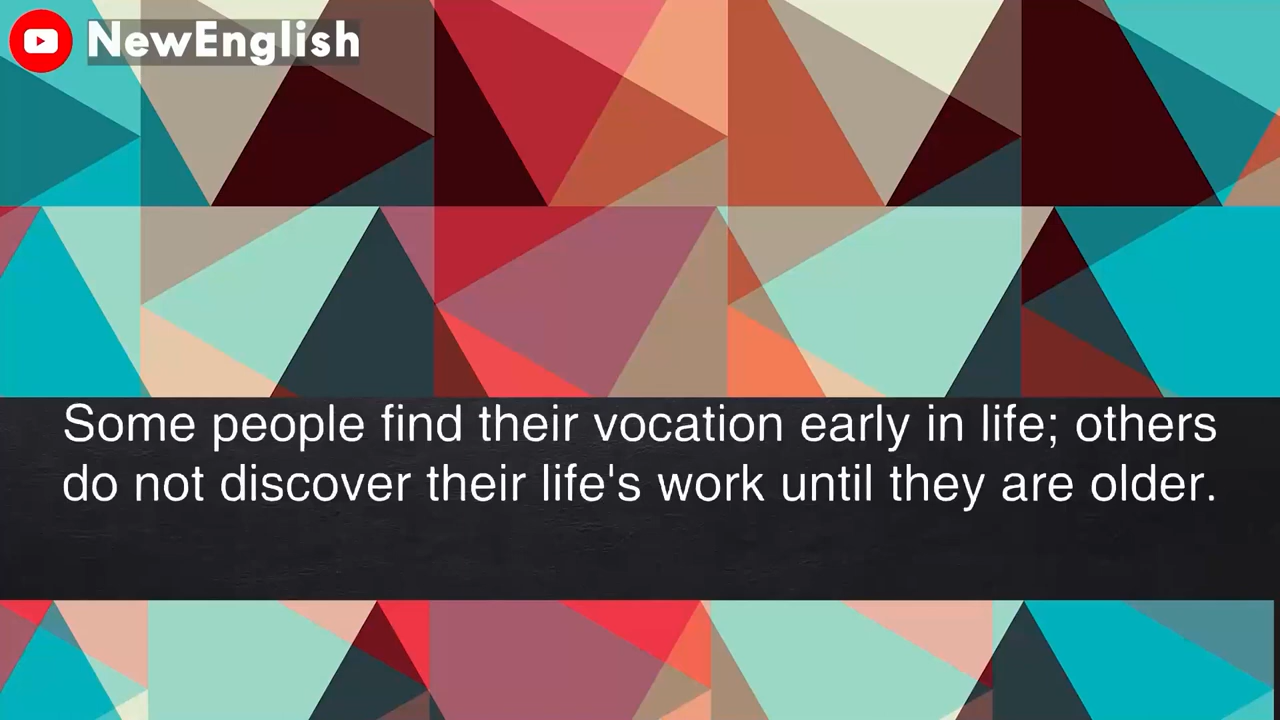 NewEnglish
Some people find their vocation early in life; others
do not discover their life's work until they are older.